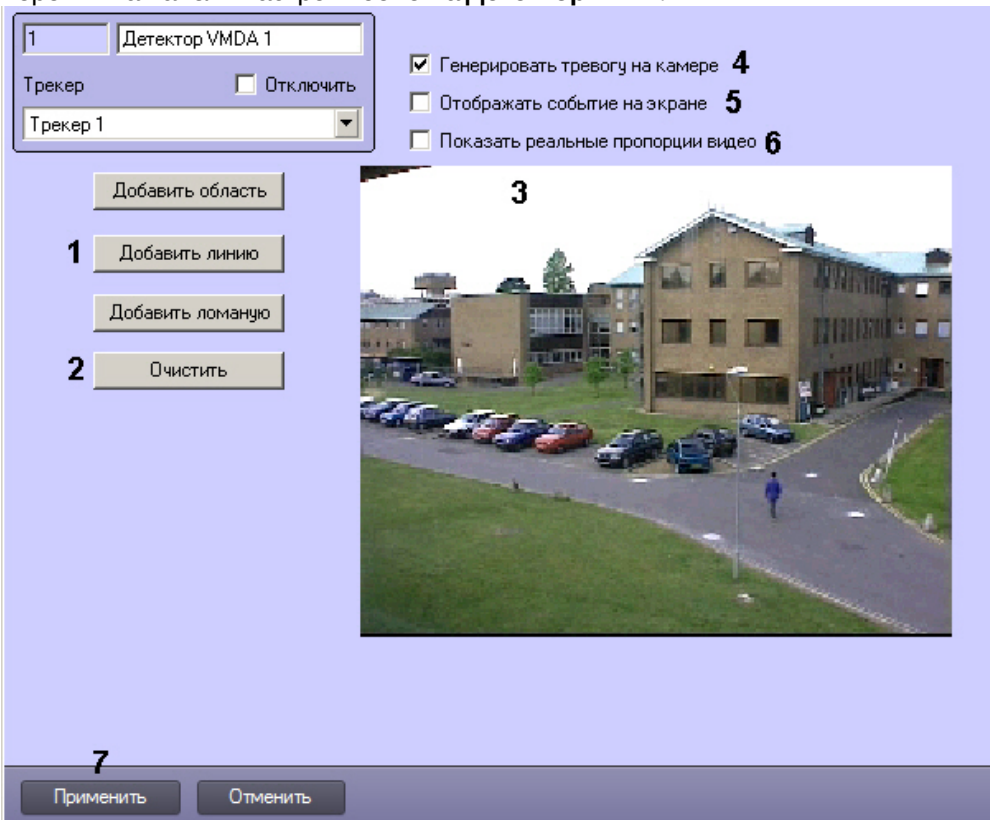 1 Детектор VMDA 1
Трекер Отключить
Трекер 1
Генерировать тревогу на камере 4
Отображать событие на экране 5
Показать реальные пропорции видео 6
Добавить область
3
1 Добавить линию
Добавить ломаную
2 Очистить
7
Применить Отменить